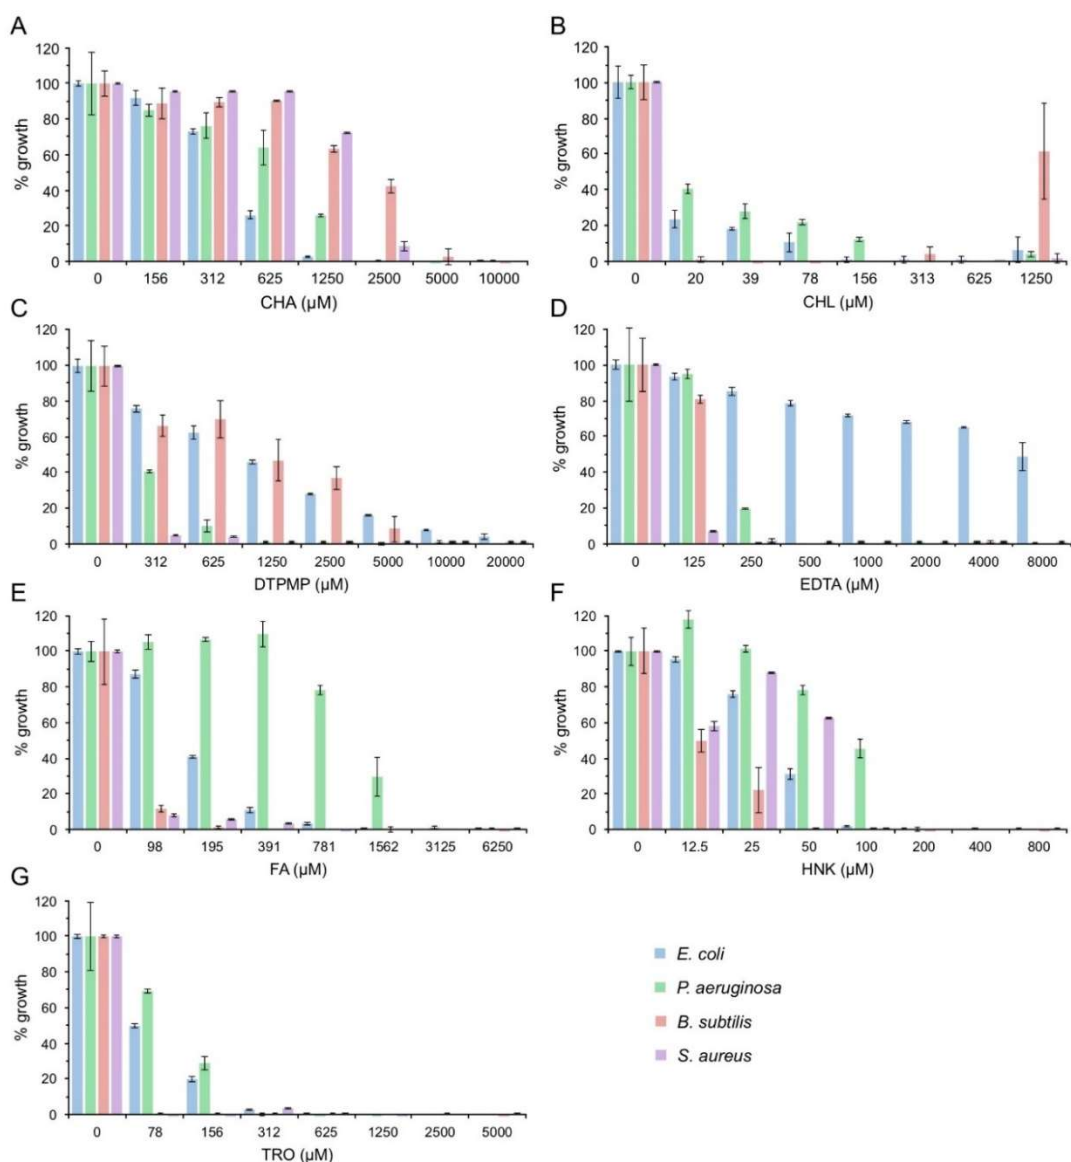 A
120
100
80
60
40
20
0
% growth
0 156 312 625 1250 2500 5000 10000
CHA (µM)
B
120
100
80
60
40
20
0
% growth
0 20 39 78 156 313 625 1250
CHL (µM)
C
120
100
80
60
40
20
0
% growth
0 312 625 1250 2500 5000 10000 20000
DTPMP (µM)
D
120
100
80
60
40
20
0
% growth
0 125 250 500 1000 2000 4000 8000
EDTA (µM)
E
120
100
80
60
40
20
0
% growth
0 98 195 391 781 1562 3125 6250
FA (µM)
F
120
100
80
60
40
20
0
% growth
0 12.5 25 50 100 200 400 800
HNK (µM)
G
120
100
80
60
40
20
0
% growth
0 78 156 312 625 1250 2500 5000
TRO (µM)
E. coli
P. aeruginosa
B. subtilis
S. aureus